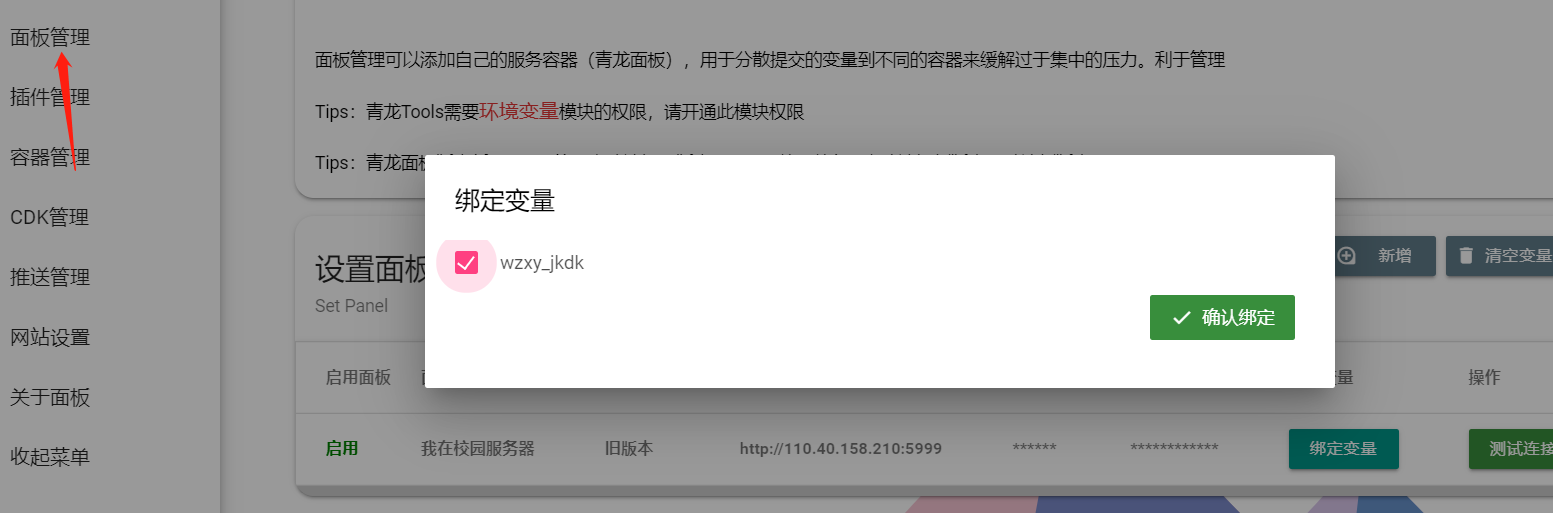 面板管理
插件管理
容器管理
CDK管理
推送管理
网站设置
关于面板
收起菜单
面板管理可以添加自己的服务容器（青龙面板），用于分散提交的变量到不同的容器来缓解过于集中的压力。利于管理
Tips：青龙Tools需要环境变量模块的权限，请开通此模块权限
Tips：青龙面板
绑定变量
wzxy_jkdk
确认绑定
设置面板
Set Panel
新增
清空变量
启用面板
量
操作
启用
我在校园服务器
旧版本
http://110.40.158.210:5999
******
************
绑定变量
测试连接